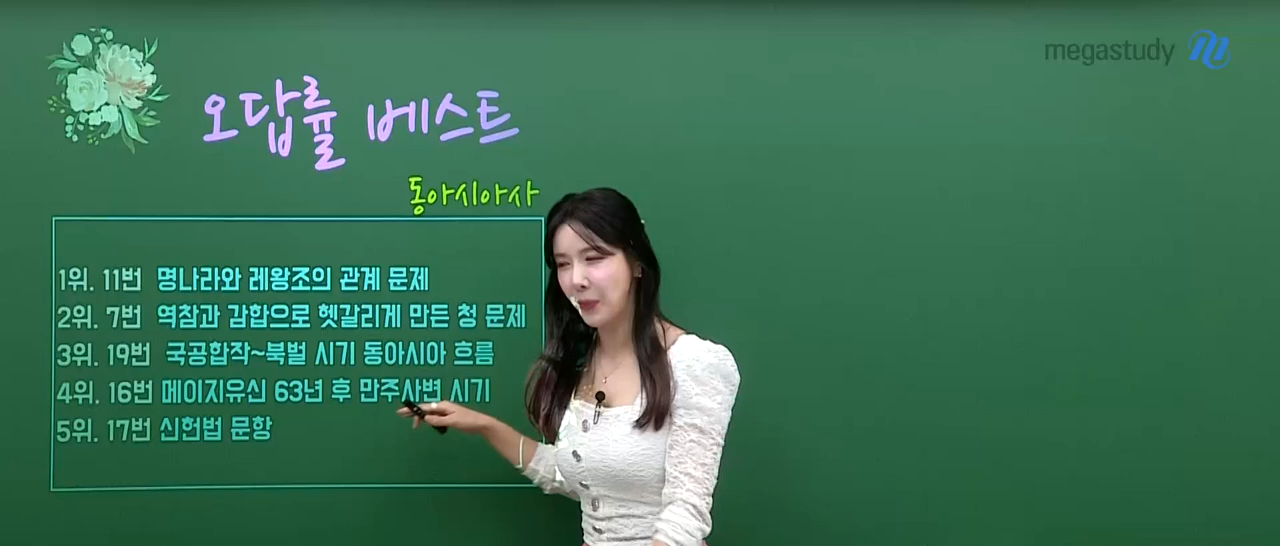 megastudy
오답률 베스트
동아시아사
1위. 11번 명나라와 레왕조의 관계 문제
2위. 7번 역참과 감합으로 헷갈리게 만든 청 문제
3위. 19번 국공합작~북벌 시기 동아시아 흐름
4위. 16번 메이지유신 63년 후 만주사변 시기
5위. 17번 신헌법 문항